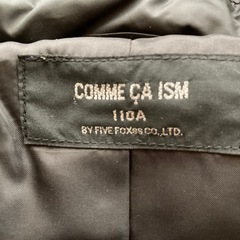 COMME ÇA ISM
110A
BY FIVE FOXes CO.,LTD.